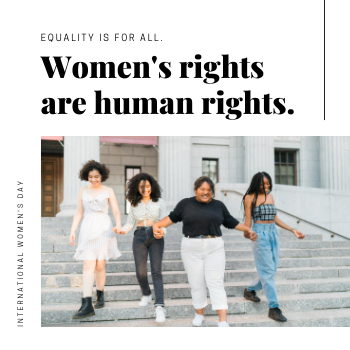 EQUALITY IS FOR ALL.
Women's rights
are human rights.
INTERNATIONAL WOMEN'S DAY